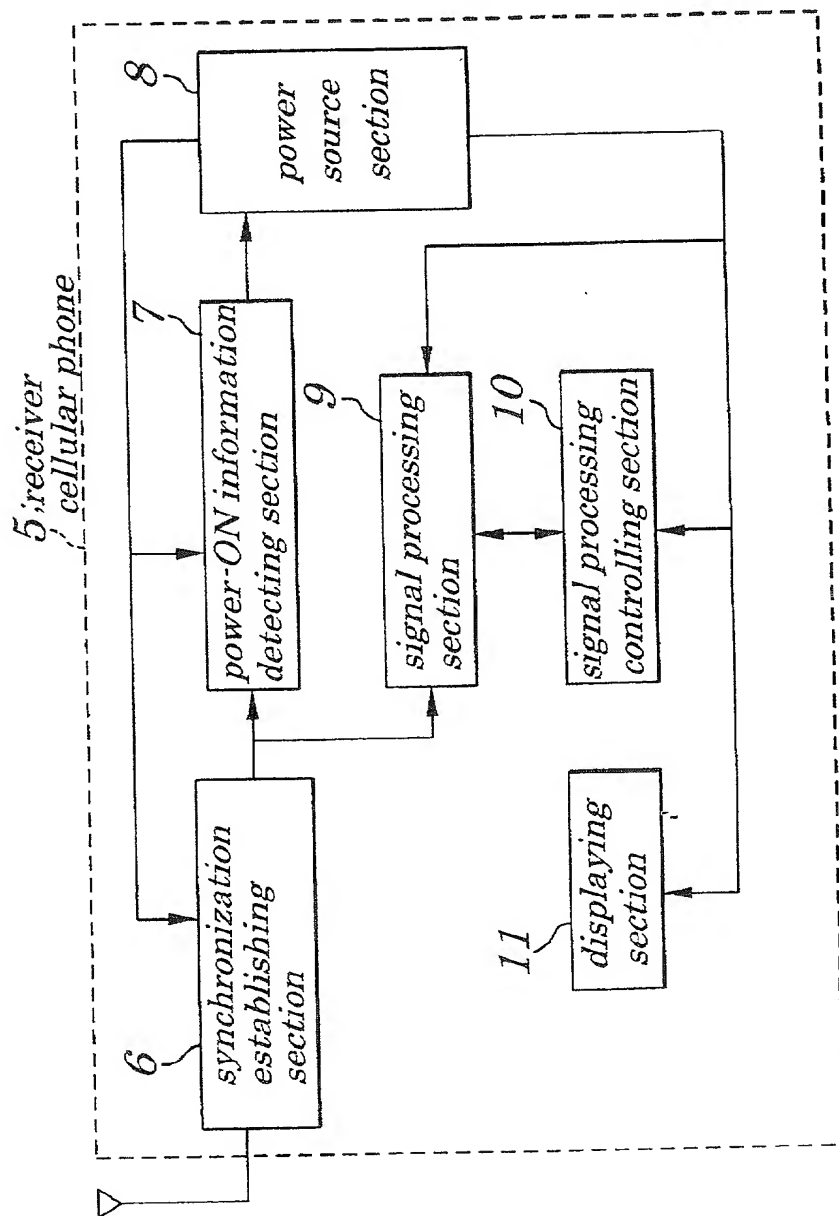 5;receiver
cellular phone
6
synchronization
establishing
section
7
power-ON information
detecting section
8
power
source
section
9
signal processing
section
10
signal processing
controlling section
11
displaying
section